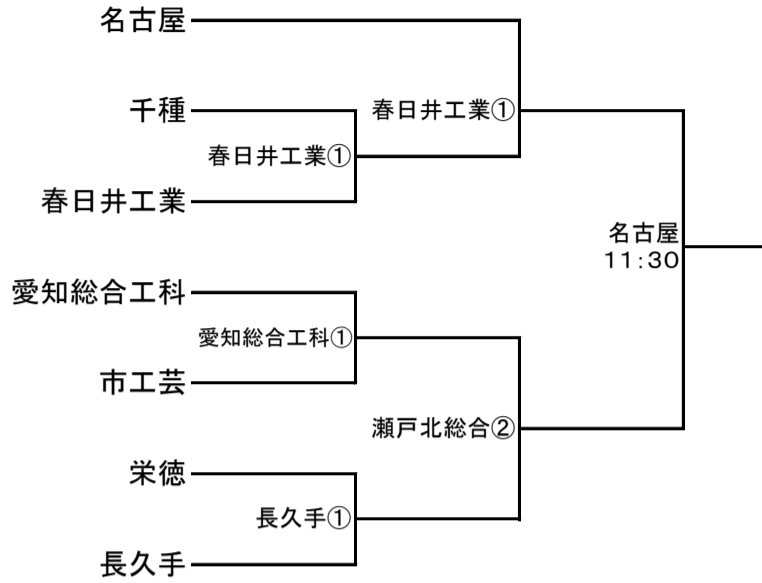 名古屋
千種
春日井工業①
春日井工業①
春日井工業
名古屋
11:30
愛知総合工科
愛知総合工科①
市工芸
瀬戸北総合②
栄徳
長久手①
長久手